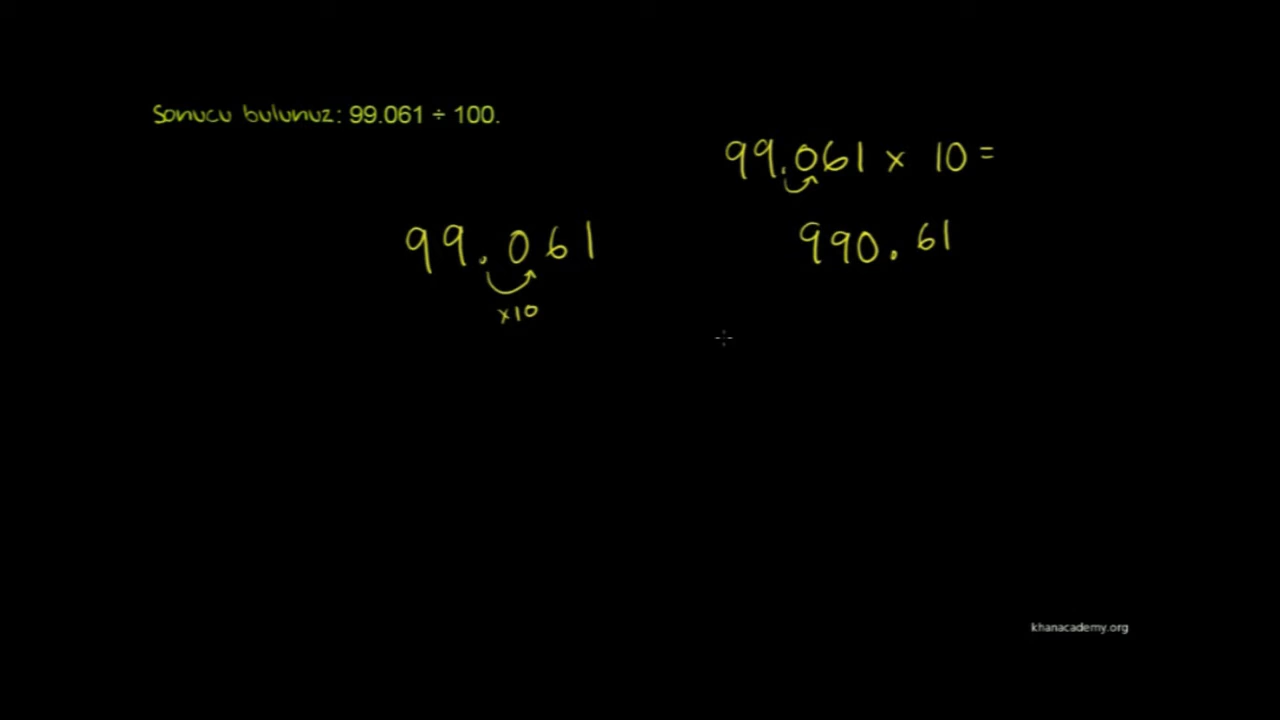 Sonucu bulunuz: 99.061 ÷ 100.
99.061 x 10 =
99.061
990.61
x10
khanacademy.org